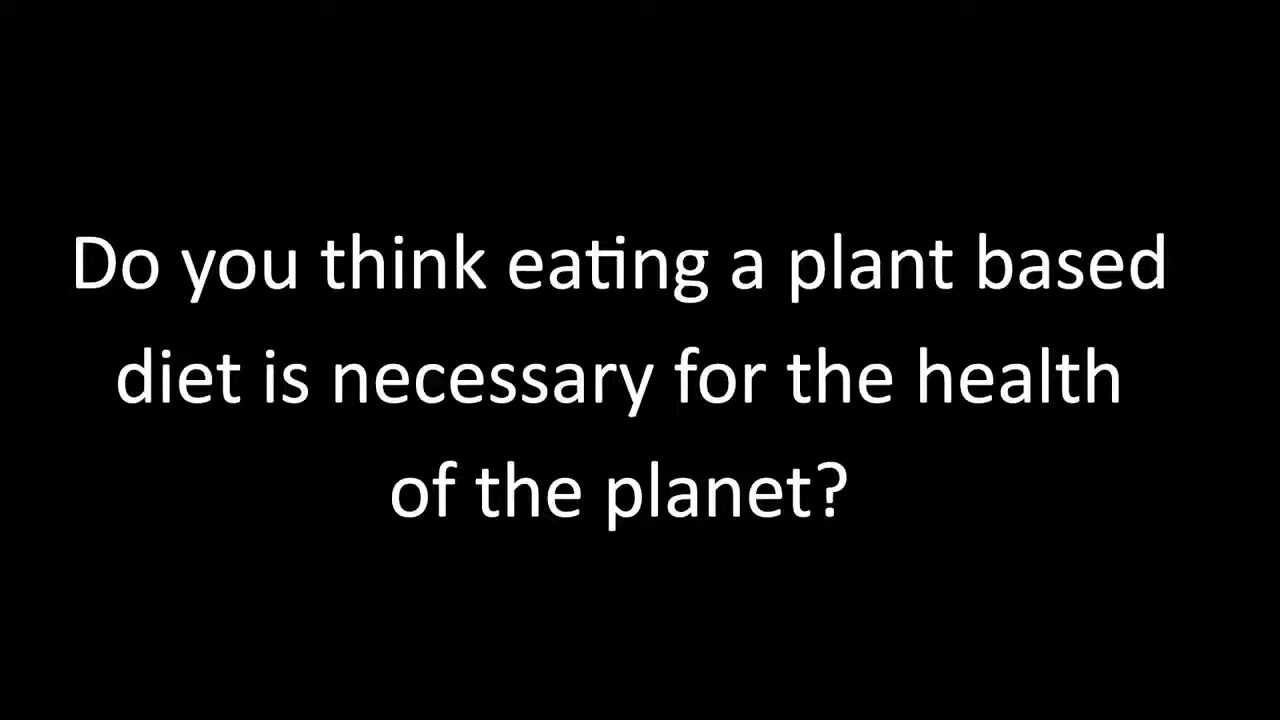 Do you think eating a plant based
diet is necessary for the health
of the planet?